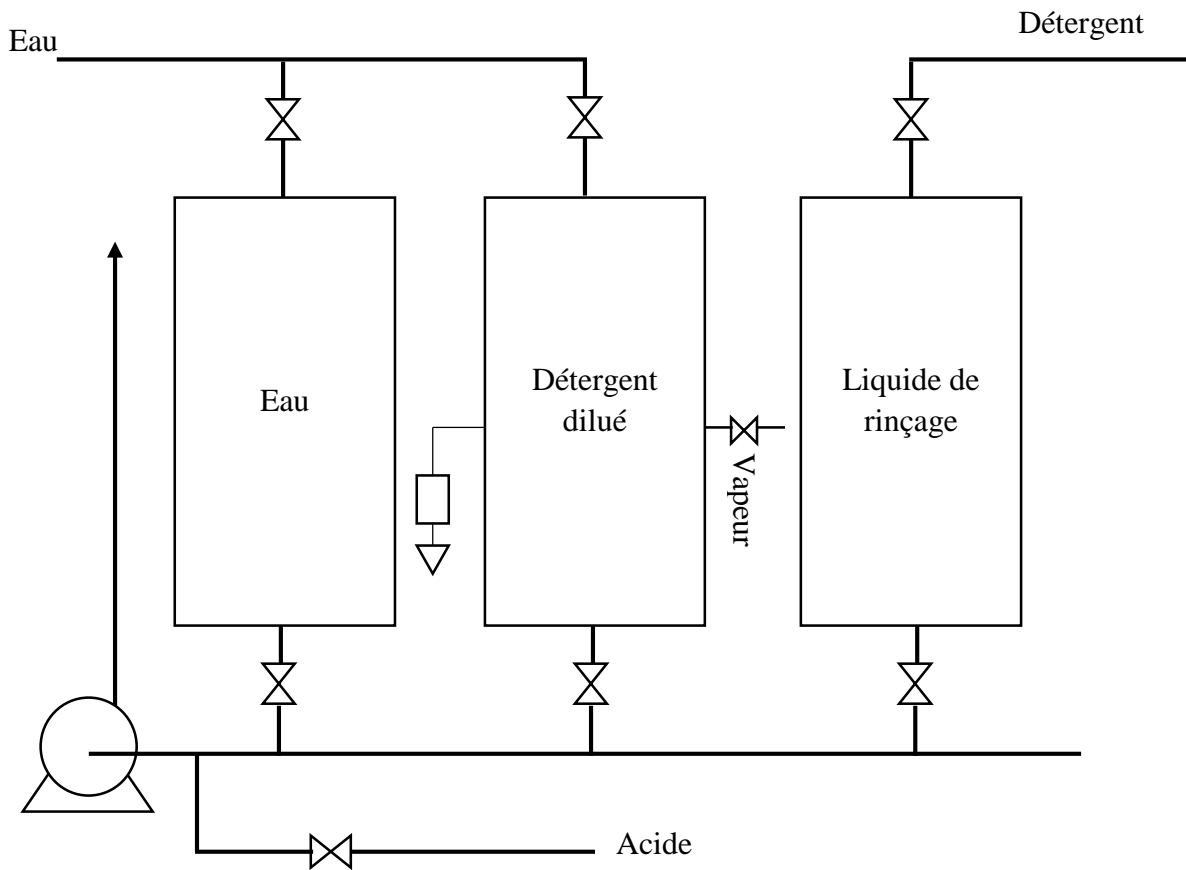 Eau
Détergent
Eau
Détergent
dilué
Liquide de
rinçage
Vapeur
Acide